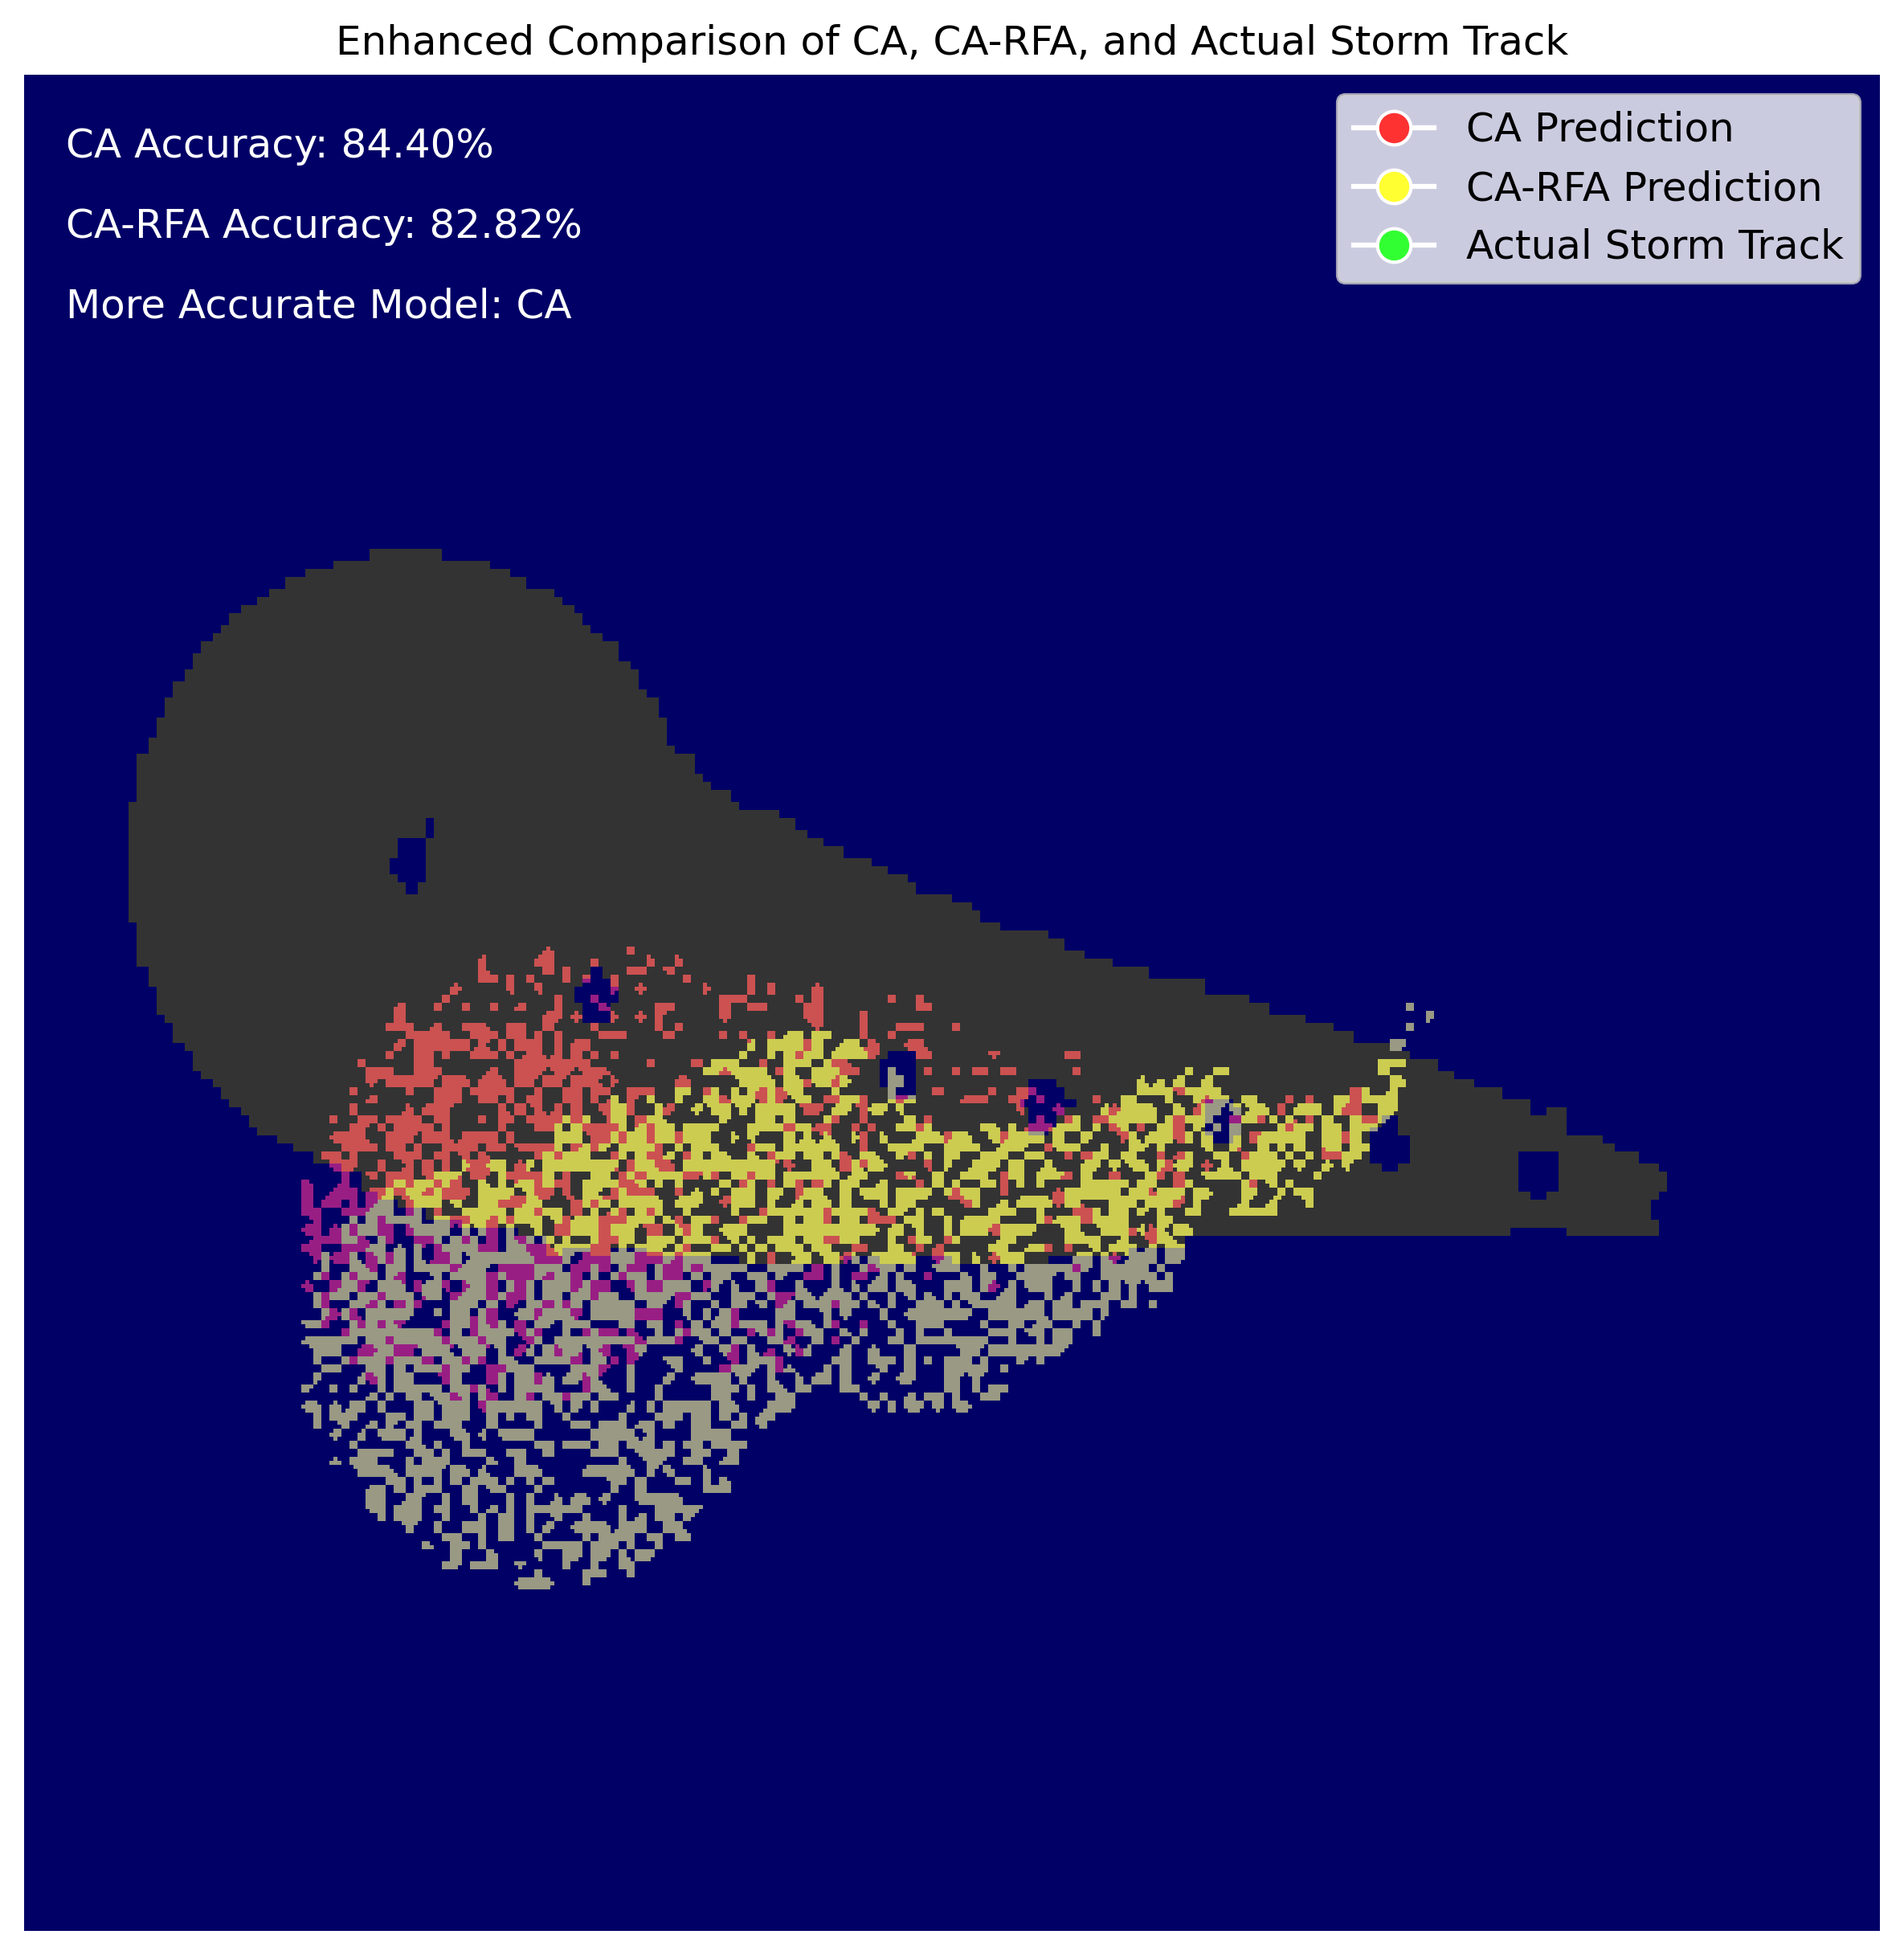 Enhanced Comparison of CA, CA-RFA, and Actual Storm Track
CA Accuracy: 84.40%
CA-RFA Accuracy: 82.82%
More Accurate Model: CA
CA Prediction
CA-RFA Prediction
Actual Storm Track